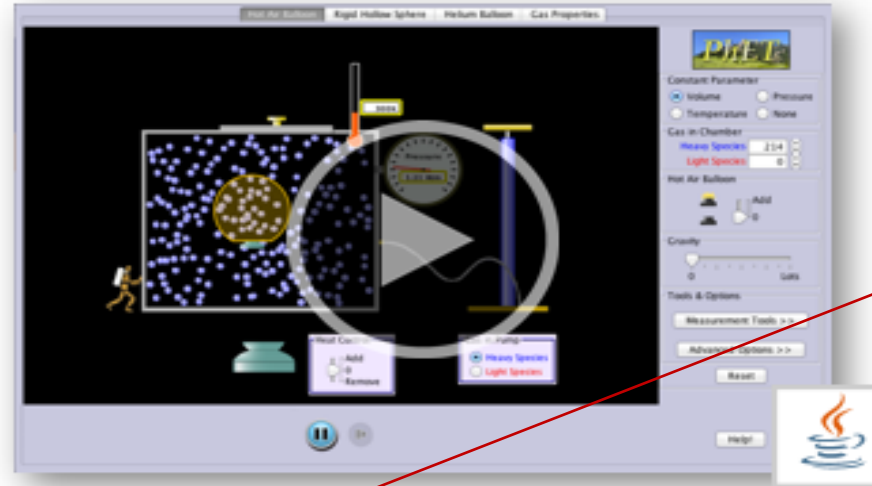 Hot Air Balloon Rigid Hollow Sphere Helium Balloon Gas Properties
PhET
Constant Parameter
Volume Pressure
Temperature None
Gas in Chamber
Heavy Species 214
Light Species 0
Hot Air Balloon
Add
0
Gravity
0 Lots
Tools & Options
Measurement Tools >>
Advanced Options >>
Reset
Help!
300K
Pressure
Heat Control
Add
0
Remove
Heavy Species
Light Species